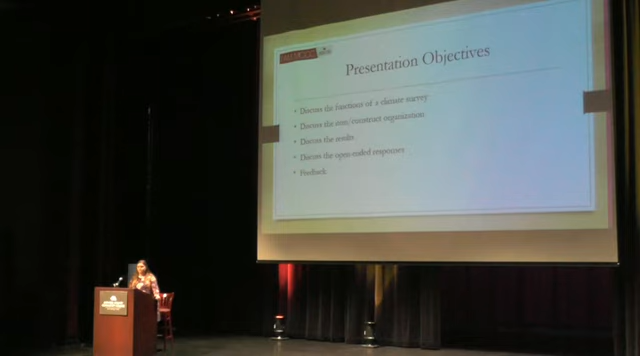 Presentation Objectives
• Discuss the functions of a climate survey
• Discuss the item/construct organization
• Discuss the results
• Discuss the open-ended responses
• Feedback